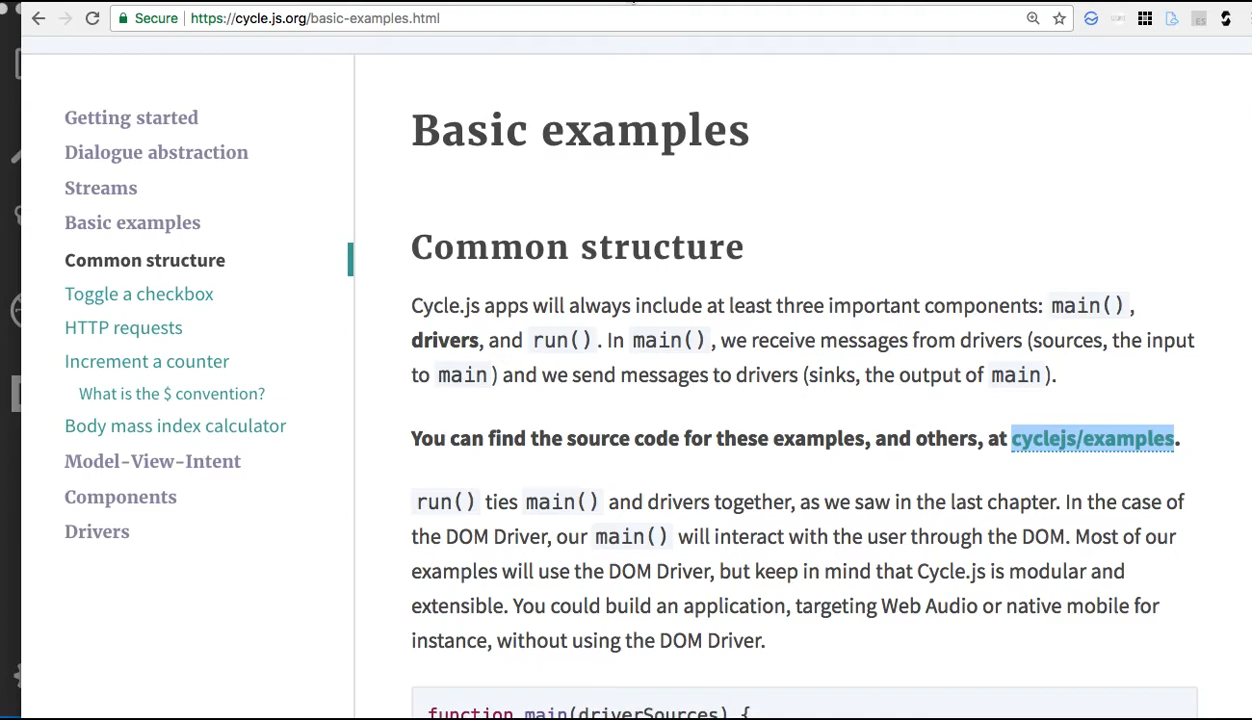 Secure https://cycle.js.org/basic-examples.html
Getting started
Dialogue abstraction
Streams
Basic examples
Common structure
Toggle a checkbox
HTTP requests
Increment a counter
What is the $ convention?
Body mass index calculator
Model-View-Intent
Components
Drivers
Basic examples
Common structure
Cycle.js apps will always include at least three important components: main(),
drivers, and run(). In main(), we receive messages from drivers (sources, the input
to main) and we send messages to drivers (sinks, the output of main).
You can find the source code for these examples, and others, at cyclejs/examples.
run() ties main() and drivers together, as we saw in the last chapter. In the case of
the DOM Driver, our main() will interact with the user through the DOM. Most of our
examples will use the DOM Driver, but keep in mind that Cycle.js is modular and
extensible. You could build an application, targeting Web Audio or native mobile for
instance, without using the DOM Driver.
function main(driverSources) {